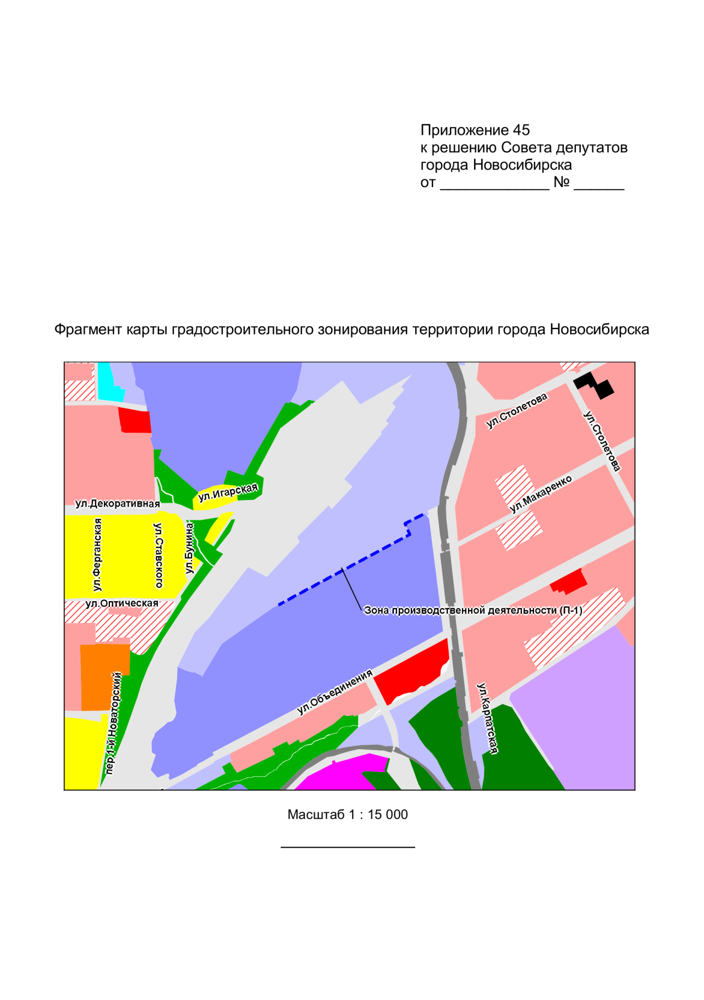 Приложение 45
к решению Совета депутатов
города Новосибирска
от _____________ № ______
Фрагмент карты градостроительного зонирования территории города Новосибирска
ул.Столетова
ул.Столетова
ул.Игарская
ул.Макаренко
ул.Декоративная
ул.Ферганская
ул.Ставского
ул.Бунина
ул.Оптическая
Зона производственной деятельности (П-1)
ул.Объединения
пер.1-й Новаторский
ул.Карпатская
Масштаб 1 : 15 000